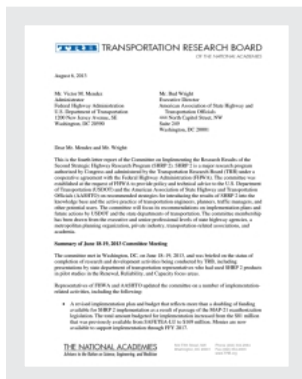 TRB TRANSPORTATION RESEARCH BOARD
OF THE NATIONAL ACADEMIES
August 6, 2013
Mr. Victor M. Mendez
Administrator
Federal Highway Administration
U.S. Department of Transportation
1200 New Jersey Avenue, SE
Washington, DC 20590
Mr. Bud Wright
Executive Director
American Association of State Highway and
Transportation Officials
444 North Capitol Street, NW
Suite 249
Washington, DC 20001
Dear Mr. Mendez and Mr. Wright:
This is the fourth letter report of the Committee on Implementing the Research Results of the
Second Strategic Highway Research Program (SHRP 2). SHRP 2 is a major research program
authorized by Congress and administered by the Transportation Research Board (TRB) under a
cooperative agreement with the Federal Highway Administration (FHWA). The committee was
established at the request of FHWA to provide policy and technical advice to the U.S. Department
of Transportation (USDOT) and the American Association of State Highway and Transportation
Officials (AASHTO) on recommended strategies for introducing the results of SHRP 2 into the
knowledge base and the active practice of transportation engineers, planners, traffic managers, and
other potential users. The committee will focus its recommendations on implementation plans and
future actions by USDOT and the state departments of transportation. The committee membership
has been drawn from the executive and senior professional levels of state highway agencies, a
metropolitan planning organization, private industry, transportation-related associations, and
academia.
Summary of June 18-19, 2013 Committee Meeting
The committee met in Washington, DC, on June 18–19, 2013, and was briefed on the status of
completion of research and development activities being conducted by TRB, including
presentations by state department of transportation representatives who had used SHRP 2 products
in pilot studies in the Renewal, Reliability, and Capacity focus areas.
Representatives of FHWA and AASHTO updated the committee on a number of implementation-
related activities, including the following:
• A revised implementation plan and budget that reflects more than a doubling of funding
available for SHRP 2 implementation as a result of passage of the MAP-21 authorization
legislation. The total amount budgeted for implementation increased from the $81 million
that was previously available from SAFETEA-LU to $169 million. Monies are now
available to support implementation through FFY 2017.
THE NATIONAL ACADEMIES
Advisers to the Nation on Science, Engineering, and Medicine